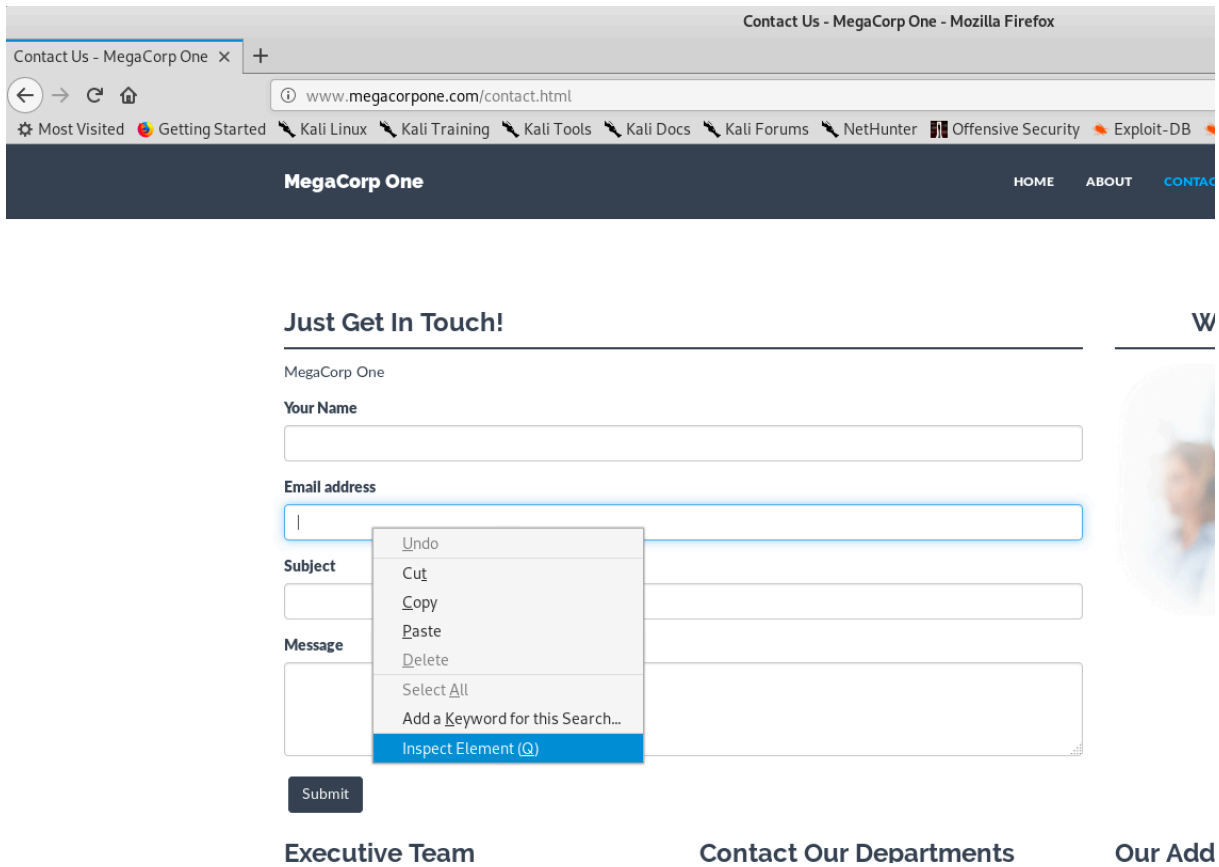 Contact Us - MegaCorp One - Mozilla Firefox
Contact Us - MegaCorp One × +
www.megacorpone.com/contact.html
Most Visited Getting Started Kali Linux Kali Training Kali Tools Kali Docs Kali Forums NetHunter Offensive Security Exploit-DB
MegaCorp One HOME ABOUT CONTAC
Just Get In Touch! W
MegaCorp One
Your Name
Email address
Undo
Subject
Cut
Copy
Paste
Message
Delete
Select All
Add a Keyword for this Search...
Inspect Element (Q)
Submit
Executive Team Contact Our Departments Our Add